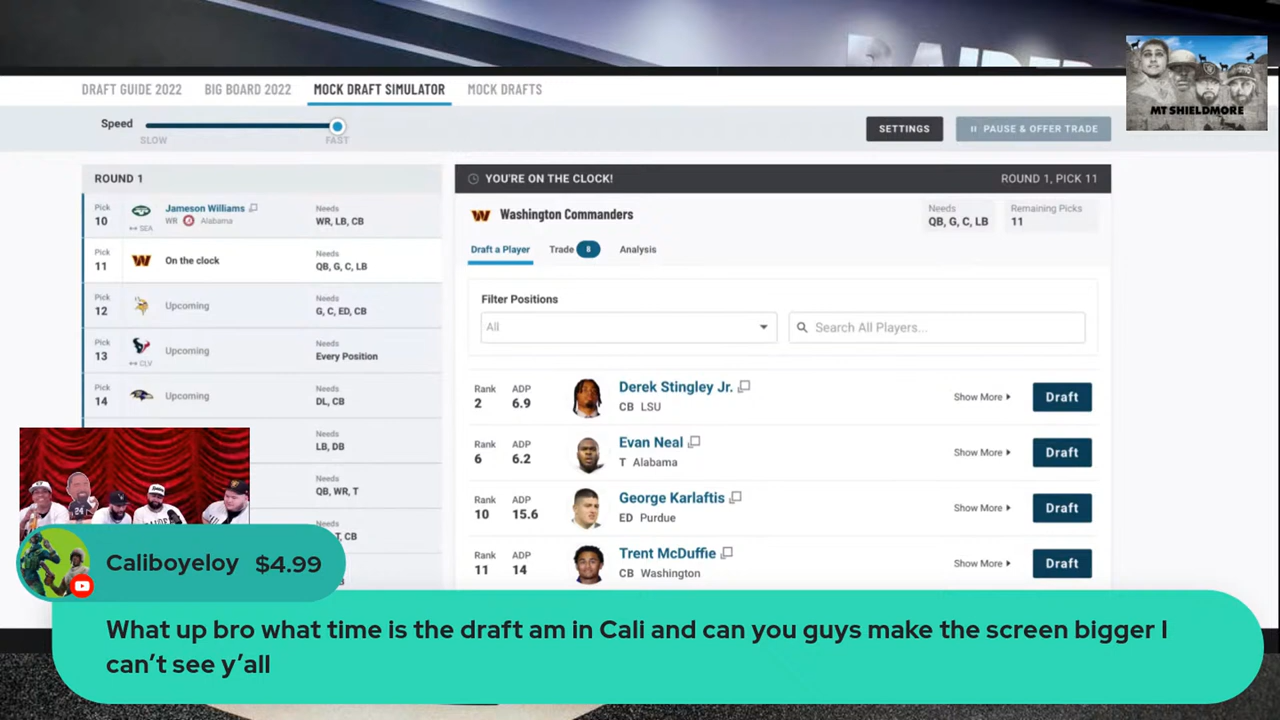 RAIDER
MT SHIELDMORE
DRAFT GUIDE 2022 BIG BOARD 2022 MOCK DRAFT SIMULATOR MOCK DRAFTS
Speed
SLOW FAST
SETTINGS
PAUSE & OFFER TRADE
ROUND 1
Pick 10
SEA
Jameson Williams
WR Alabama
Needs
WR, LB, CB
Pick 11
On the clock
Needs
QB, G, C, LB
Pick 12
Upcoming
Needs
G, C, ED, CB
Pick 13
CLV
Upcoming
Needs
Every Position
Pick 14
Upcoming
Needs
DL, CB
Needs
LB, DB
Needs
QB, WR, T
Needs
T, CB
YOU'RE ON THE CLOCK! ROUND 1, PICK 11
W Washington Commanders
Needs
QB, G, C, LB
Remaining Picks
11
Draft a Player Trade Analysis
Filter Positions
All
Search All Players...
Rank ADP
2 6.9
Derek Stingley Jr.
CB LSU
Show More
Draft
Rank ADP
6 6.2
Evan Neal
T Alabama
Show More
Draft
Rank ADP
10 15.6
George Karlaftis
ED Purdue
Show More
Draft
Rank ADP
11 14
Trent McDuffie
CB Washington
Show More
Draft
24
Caliboyeloy $4.99
What up bro what time is the draft am in Cali and can you guys make the screen bigger I
can't see y'all